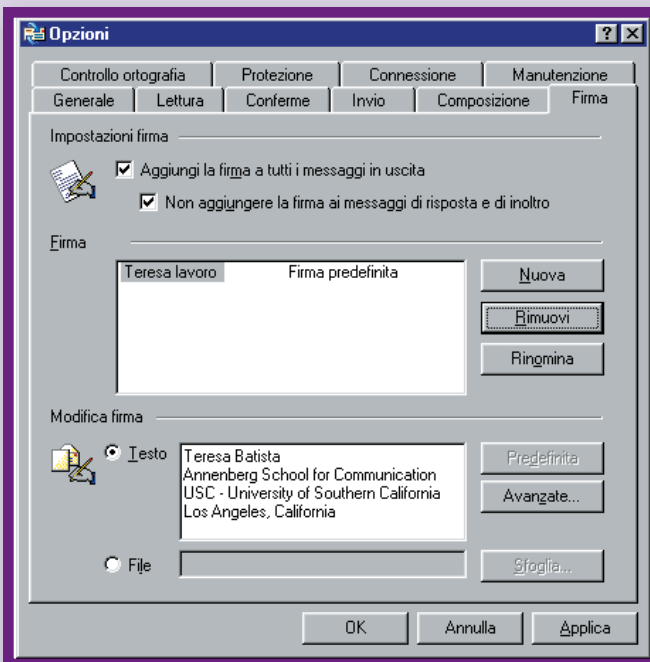 Opzioni
Controllo ortografia Protezione Connessione Manutenzione
Generale Lettura Conferme Invio Composizione Firma
Impostazioni firma
Aggiungi la firma a tutti i messaggi in uscita
Non aggiungere la firma ai messaggi di risposta e di inoltro
Firma
Teresa lavoro Firma predefinita
Nuova
Rimuovi
Rinomina
Modifica firma
Testo
Teresa Batista
Annenberg School for Communication
USC - University of Southern California
Los Angeles, California
Predefinita
Avanzate...
File
Sfoglia...
OK Annulla Applica